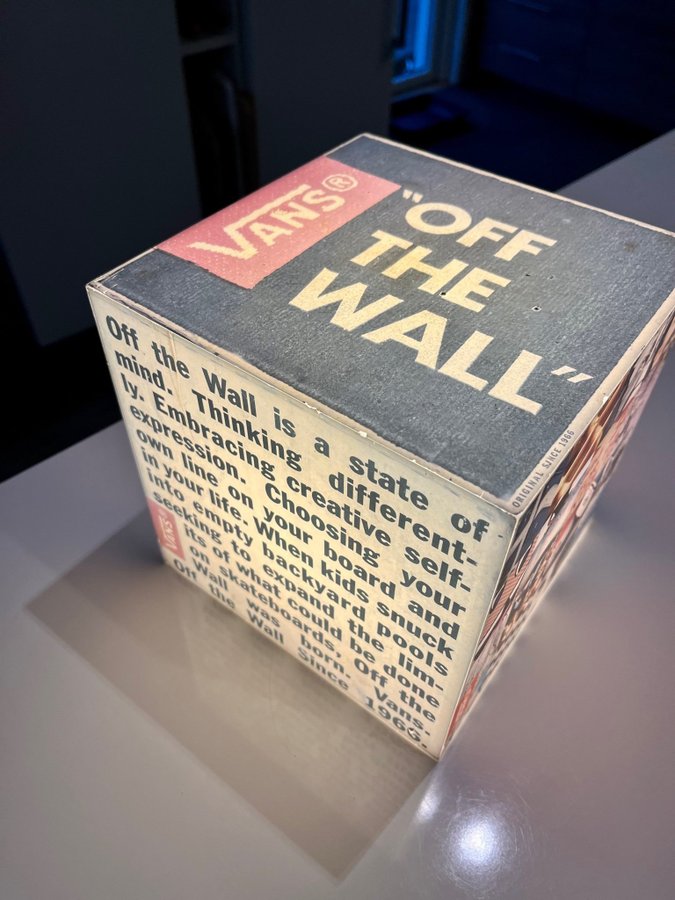 VANS®
"OFF
THE
WALL"
ORIGINAL SINCE 1966
Off the Wall is a state of
mind. Thinking different-
ly. Embracing creative self-
expression. Choosing your
own line on your board and
in your life. When kids snuck
into empty backyard pools
seeking to expand the lim-
its of what could be done
on skateboards. Off the
Wall was born. Vans.
Off the Wall Since 1966.
VANS